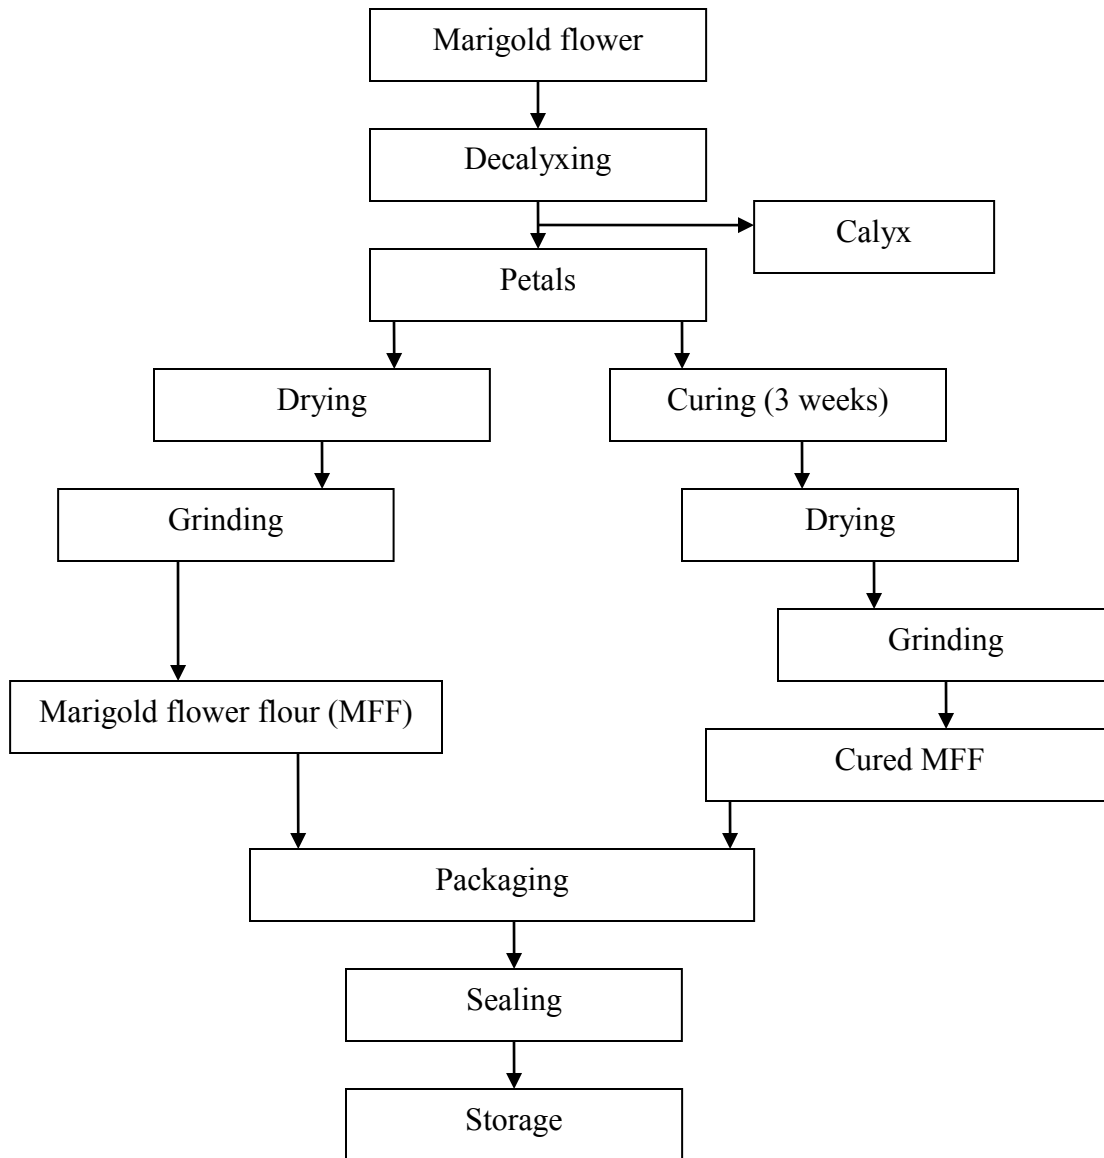 Marigold flower
Decalyxing
Calyx
Petals
Drying
Curing (3 weeks)
Grinding
Drying
Grinding
Marigold flower flour (MFF)
Cured MFF
Packaging
Sealing
Storage